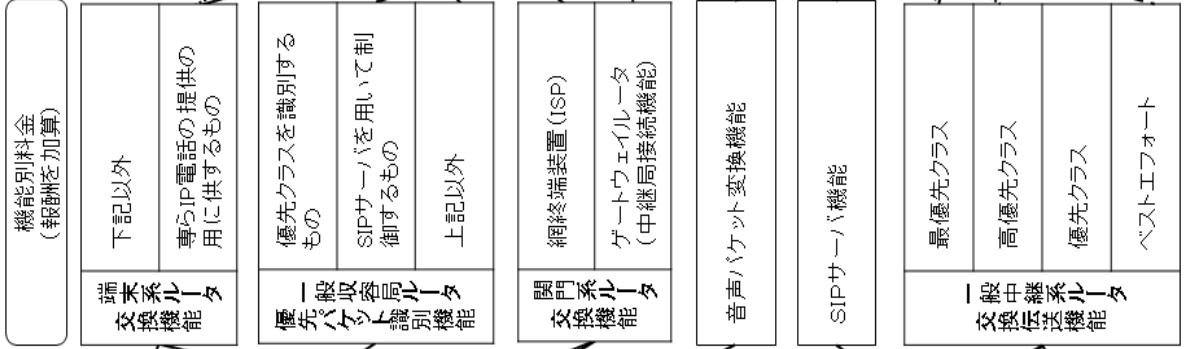 機能別料金
(報酬を加算)
端末系ルータ
交換機能
下記以外
専らIP電話の提供の
用に供するもの
一般収容局ルータ
優先パケット識別
機能
優先クラスを識別する
もの
SIPサーバを用いて制
御するもの
上記以外
関門系ルータ
交換機能
網終端装置(ISP)
ゲートウェイルータ
(中継局接続機能)
音声パケット変換機能
SIPサーバ機能
一般中継系ルータ
交換伝送機能
最優先クラス
高優先クラス
優先クラス
ベストエフォート